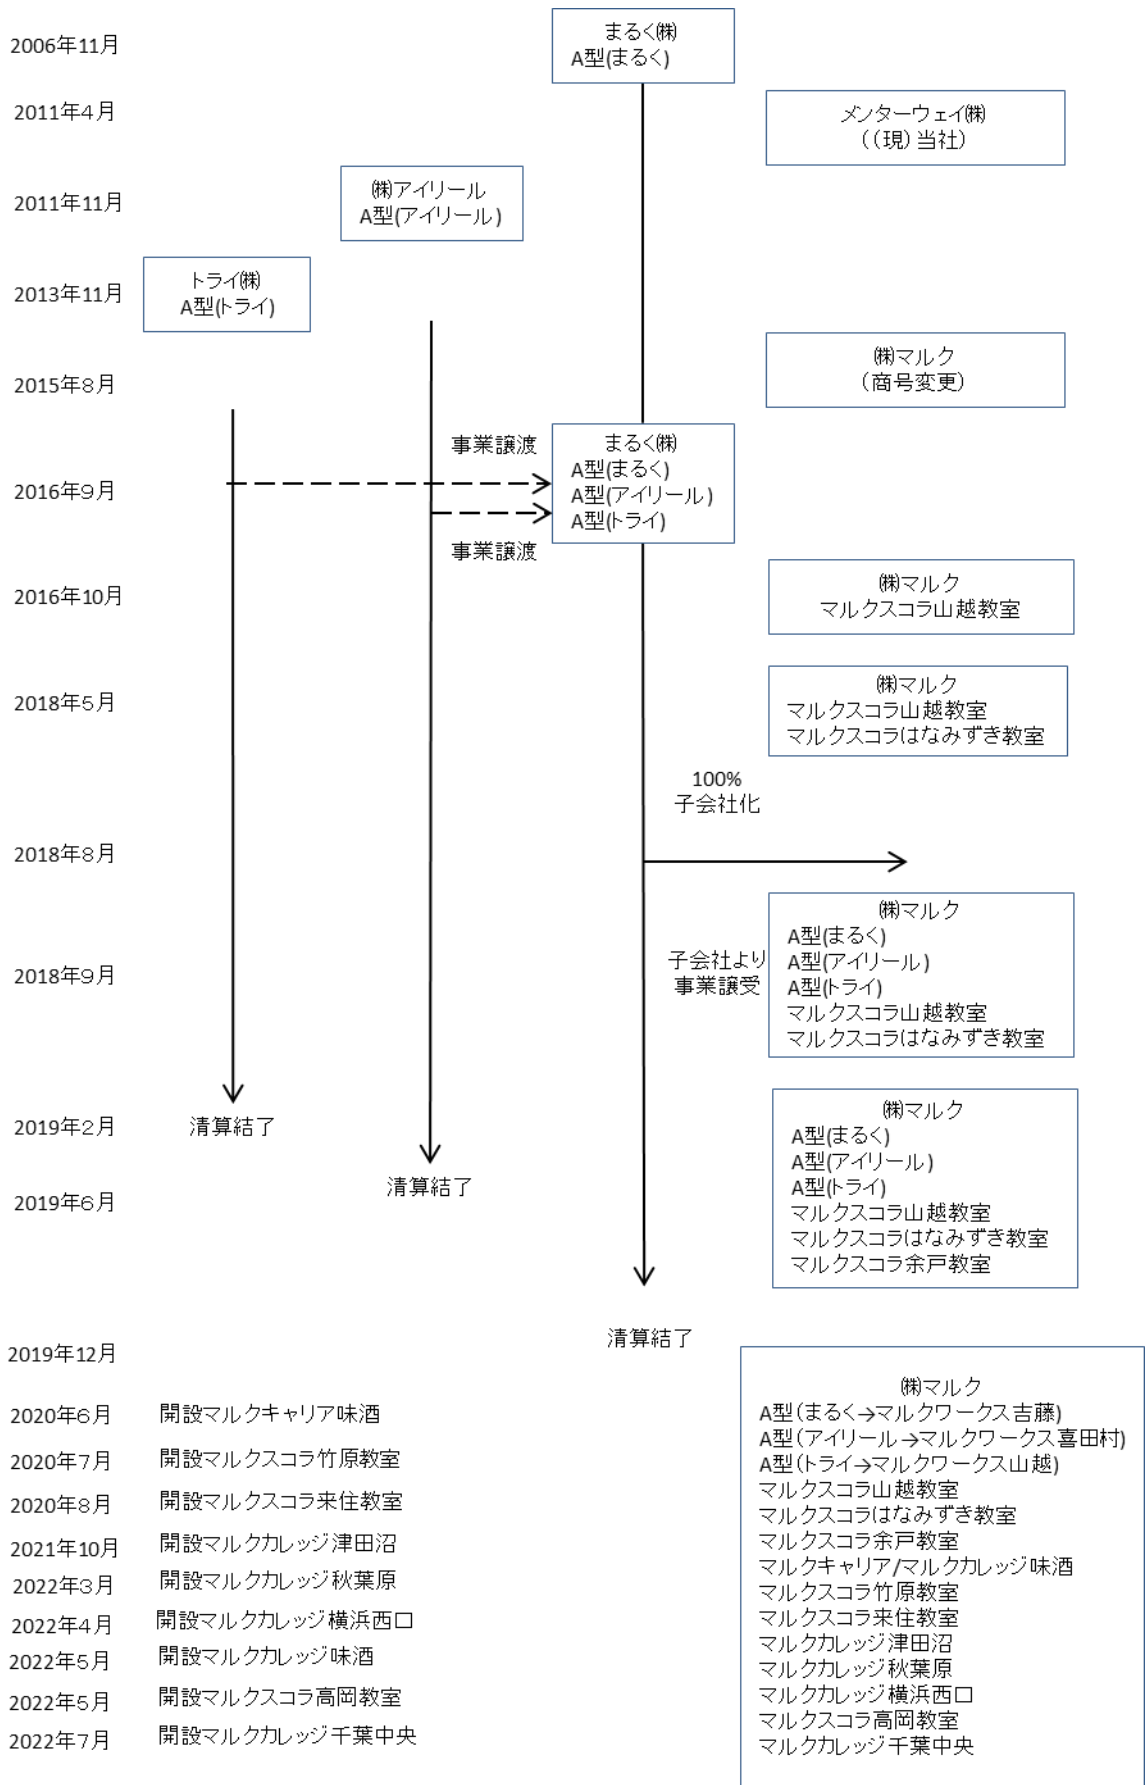 2006年11月
まるく㈱
A型(まるく)
2011年4月
メンターウェイ㈱
((現)当社)
2011年11月
㈱アイリール
A型(アイリール)
2013年11月
トライ㈱
A型(トライ)
2015年8月
㈱マルク
(商号変更)
2016年9月
事業譲渡
事業譲渡
まるく㈱
A型(まるく)
A型(アイリール)
A型(トライ)
2016年10月
㈱マルク
マルクスコラ山越教室
2018年5月
㈱マルク
マルクスコラ山越教室
マルクスコラはなみずき教室
100%
子会社化
2018年8月
2018年9月
子会社より
事業譲受
㈱マルク
A型(まるく)
A型(アイリール)
A型(トライ)
マルクスコラ山越教室
マルクスコラはなみずき教室
2019年2月
清算結了
2019年6月
清算結了
㈱マルク
A型(まるく)
A型(アイリール)
A型(トライ)
マルクスコラ山越教室
マルクスコラはなみずき教室
マルクスコラ余戸教室
2019年12月
清算結了
2020年6月 開設マルクキャリア味酒
2020年7月 開設マルクスコラ竹原教室
2020年8月 開設マルクスコラ来住教室
2021年10月 開設マルクカレッジ津田沼
2022年3月 開設マルクカレッジ秋葉原
2022年4月 開設マルクカレッジ横浜西口
2022年5月 開設マルクカレッジ味酒
2022年5月 開設マルクスコラ高岡教室
2022年7月 開設マルクカレッジ千葉中央
㈱マルク
A型(まるく→マルクワークス吉藤)
A型(アイリール→マルクワークス喜田村)
A型(トライ→マルクワークス山越)
マルクスコラ山越教室
マルクスコラはなみずき教室
マルクスコラ余戸教室
マルクキャリア/マルクカレッジ味酒
マルクスコラ竹原教室
マルクスコラ来住教室
マルクカレッジ津田沼
マルクカレッジ秋葉原
マルクカレッジ横浜西口
マルクスコラ高岡教室
マルクカレッジ千葉中央